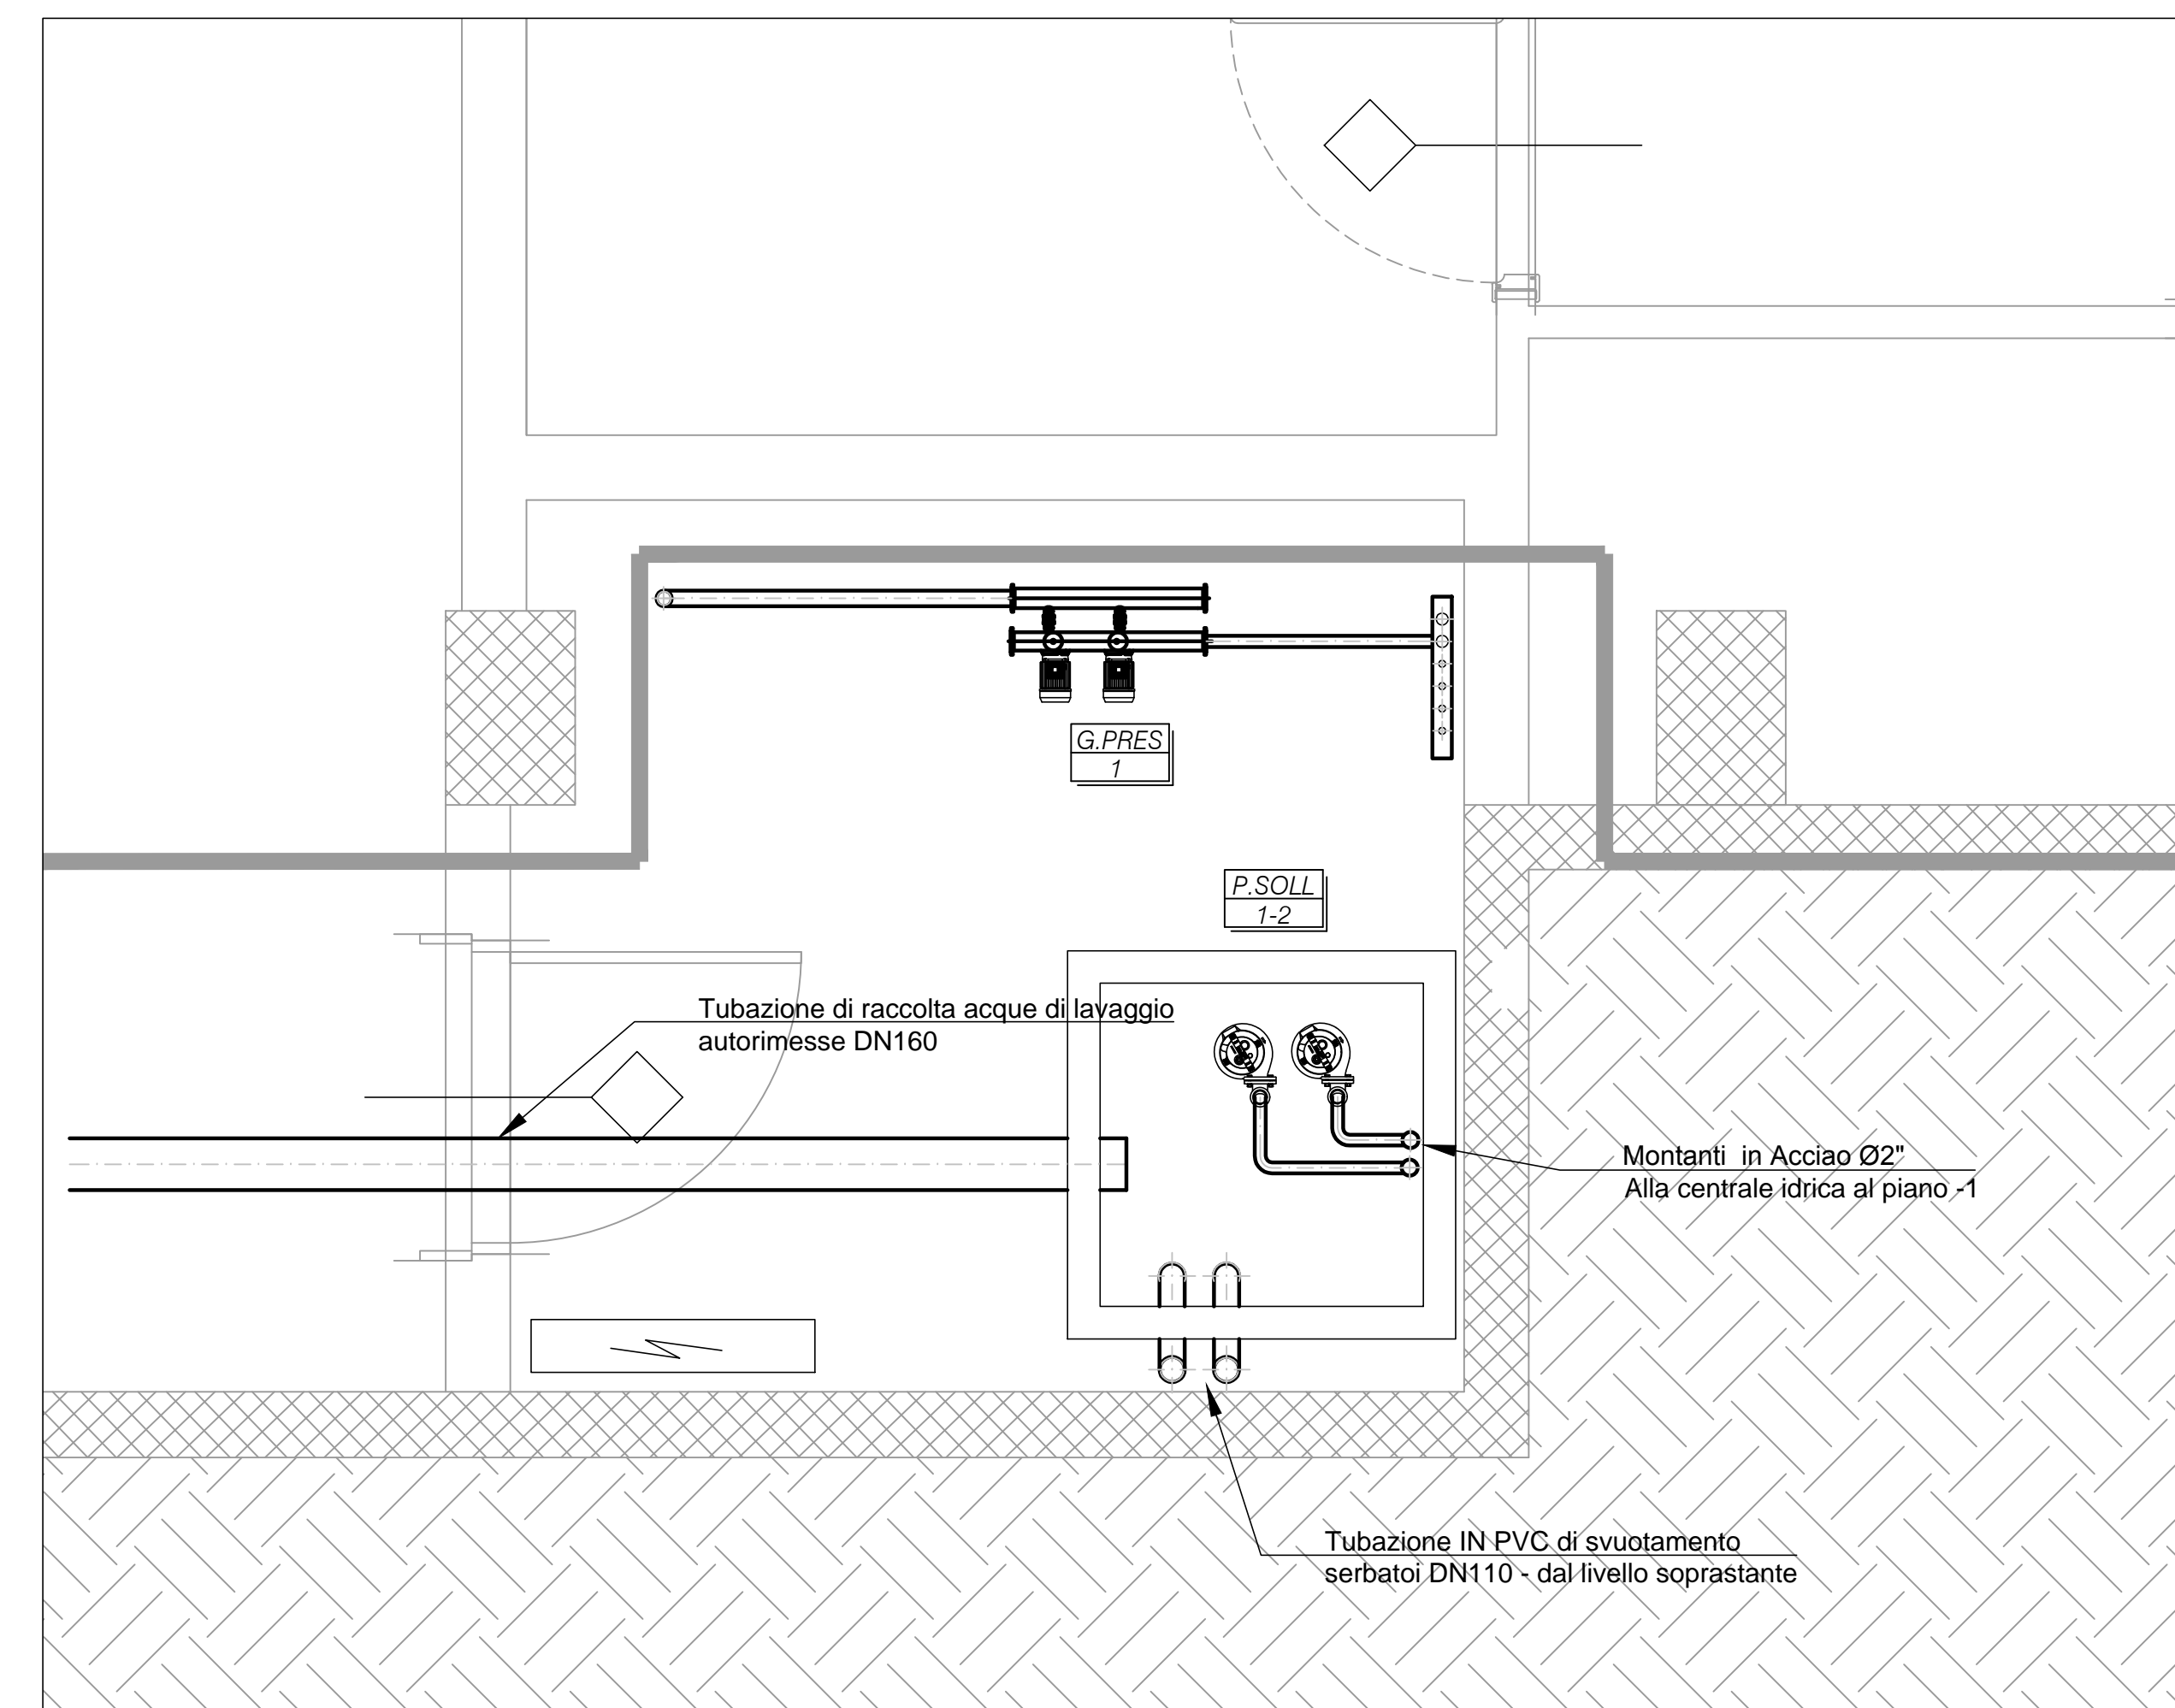 G.PRES
1
P.SOLL
1-2
Tubazione di raccolta acque di lavaggio
autorimesse DN160
Montanti in Acciao Ø2"
Alla centrale idrica al piano -1
Tubazione IN PVC di svuotamento
serbatoi DN110 - dal livello soprastante